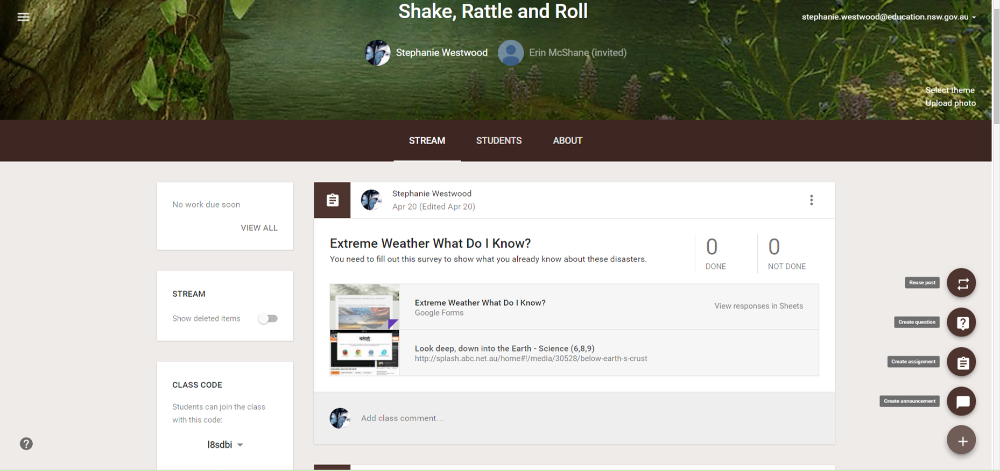 Shake, Rattle and Roll
stephanie.westwood@education.nsw.gov.au
Stephanie Westwood
Erin McShane (invited)
Select theme
Upload photo
STREAM
STUDENTS
ABOUT
No work due soon
VIEW ALL
STREAM
Show deleted items
CLASS CODE
Students can join the class
with this code:
l8sdbi
Stephanie Westwood
Apr 20 (Edited Apr 20)
Extreme Weather What Do I Know?
You need to fill out this survey to show what you already know about these disasters.
0
DONE
0
NOT DONE
Extreme Weather What Do I Know?
Google Forms
View responses in Sheets
splash
Look deep, down into the Earth - Science (6,8,9)
http://splash.abc.net.au/home#!/media/30528/below-earth-s-crust
Add class comment...
Reuse post
Create question
Create assignment
Create announcement